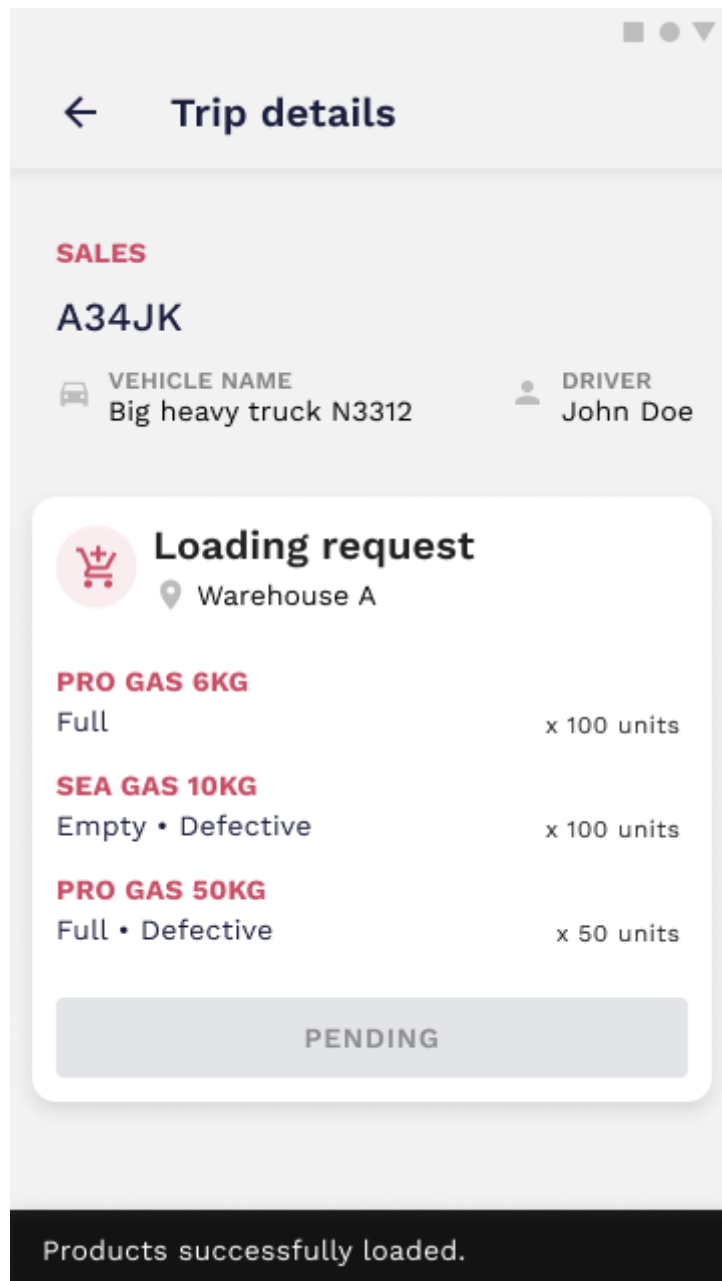 Trip details
SALES
A34JK
VEHICLE NAME
Big heavy truck N3312
DRIVER
John Doe
Loading request
Warehouse A
PRO GAS 6KG
Full
x 100 units
SEA GAS 10KG
Empty • Defective
x 100 units
PRO GAS 50KG
Full • Defective
x 50 units
PENDING
Products successfully loaded.